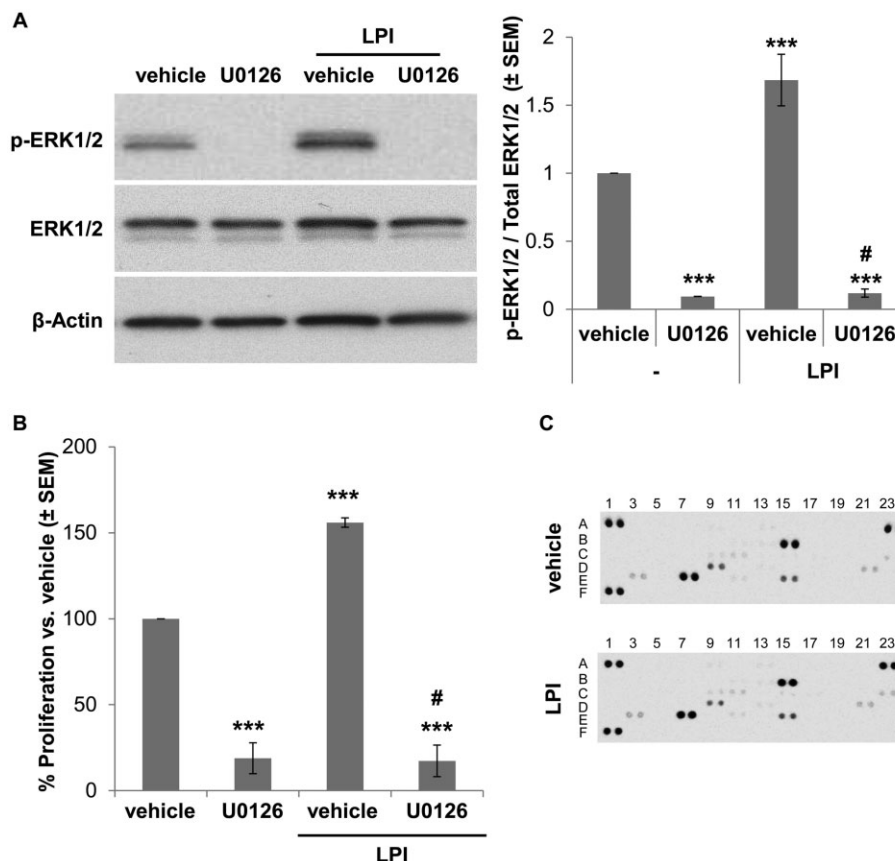 A
LPI
vehicle U0126 vehicle U0126
p-ERK1/2
ERK1/2
β-Actin
p-ERK1/2 / Total ERK1/2 (± SEM)
2
1.5
1
0.5
0
***
***
#
***
vehicle U0126 vehicle U0126
- LPI
B
% Proliferation vs. vehicle (± SEM)
200
150
100
50
0
***
***
#
***
vehicle U0126 vehicle U0126
LPI
C
vehicle
1 3 5 7 9 11 13 15 17 19 21 23
A
B
C
D
E
F
LPI
1 3 5 7 9 11 13 15 17 19 21 23
A
B
C
D
E
F